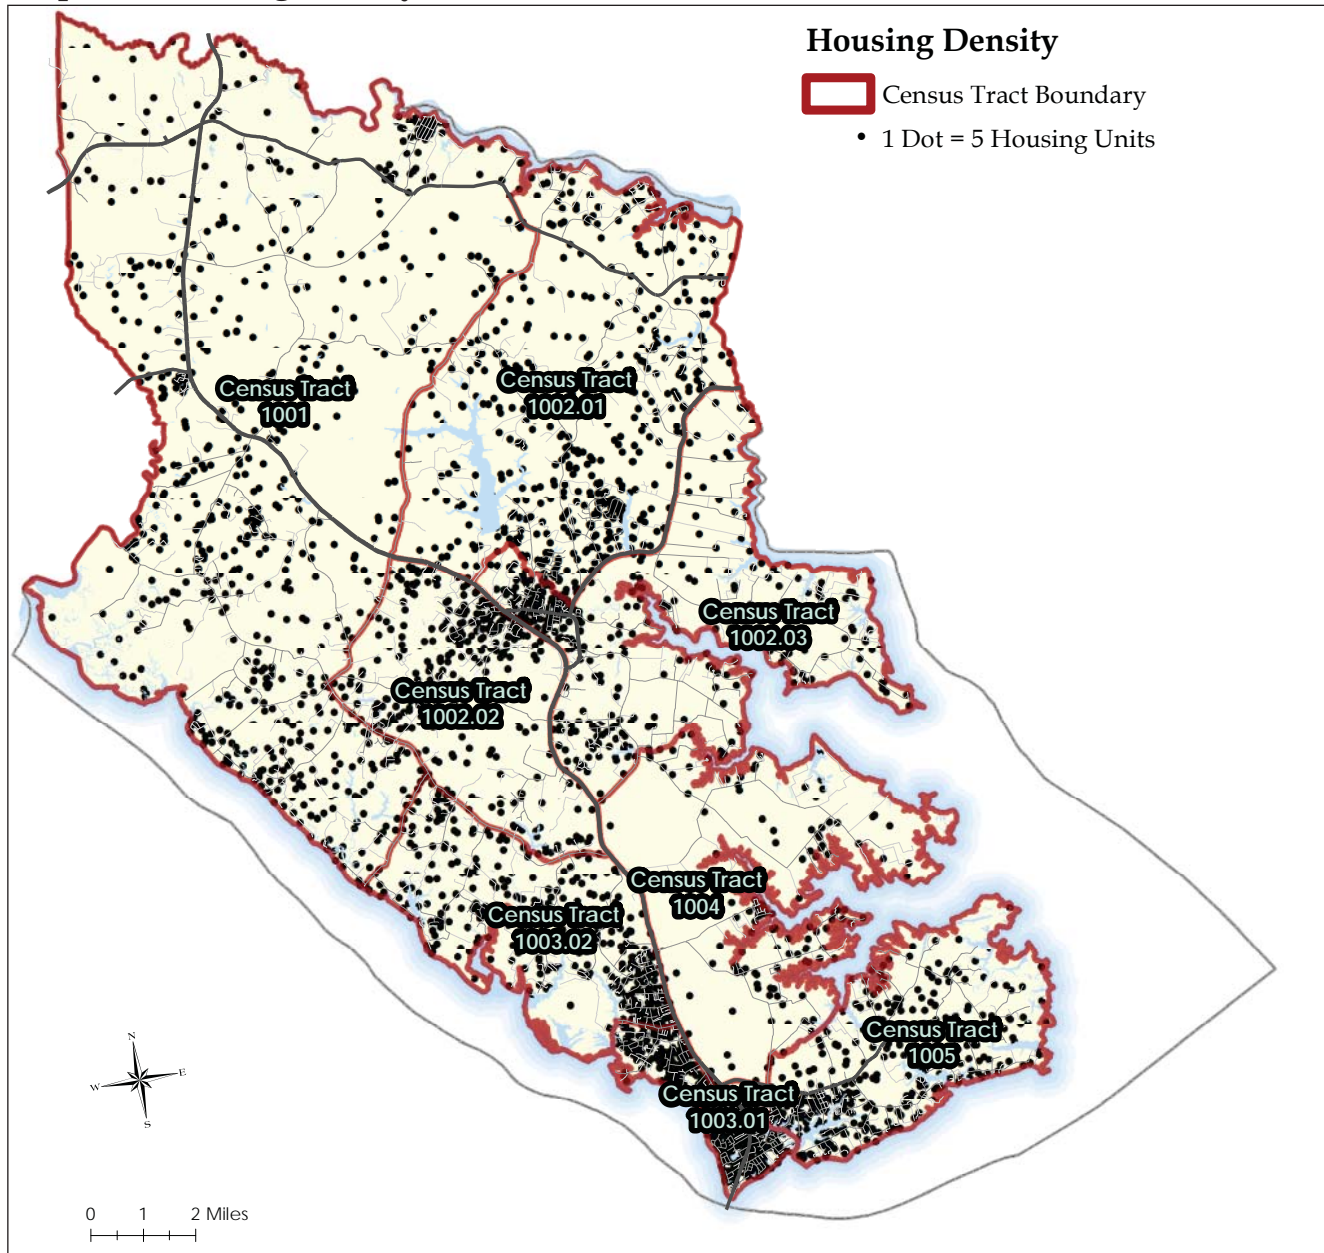 Housing Density
Census Tract Boundary
1 Dot = 5 Housing Units
Census Tract
1001
Census Tract
1002.01
Census Tract
1002.03
Census Tract
1002.02
Census Tract
1004
Census Tract
1003.02
Census Tract
1005
Census Tract
1003.01
N
W E
S
0 1 2 Miles